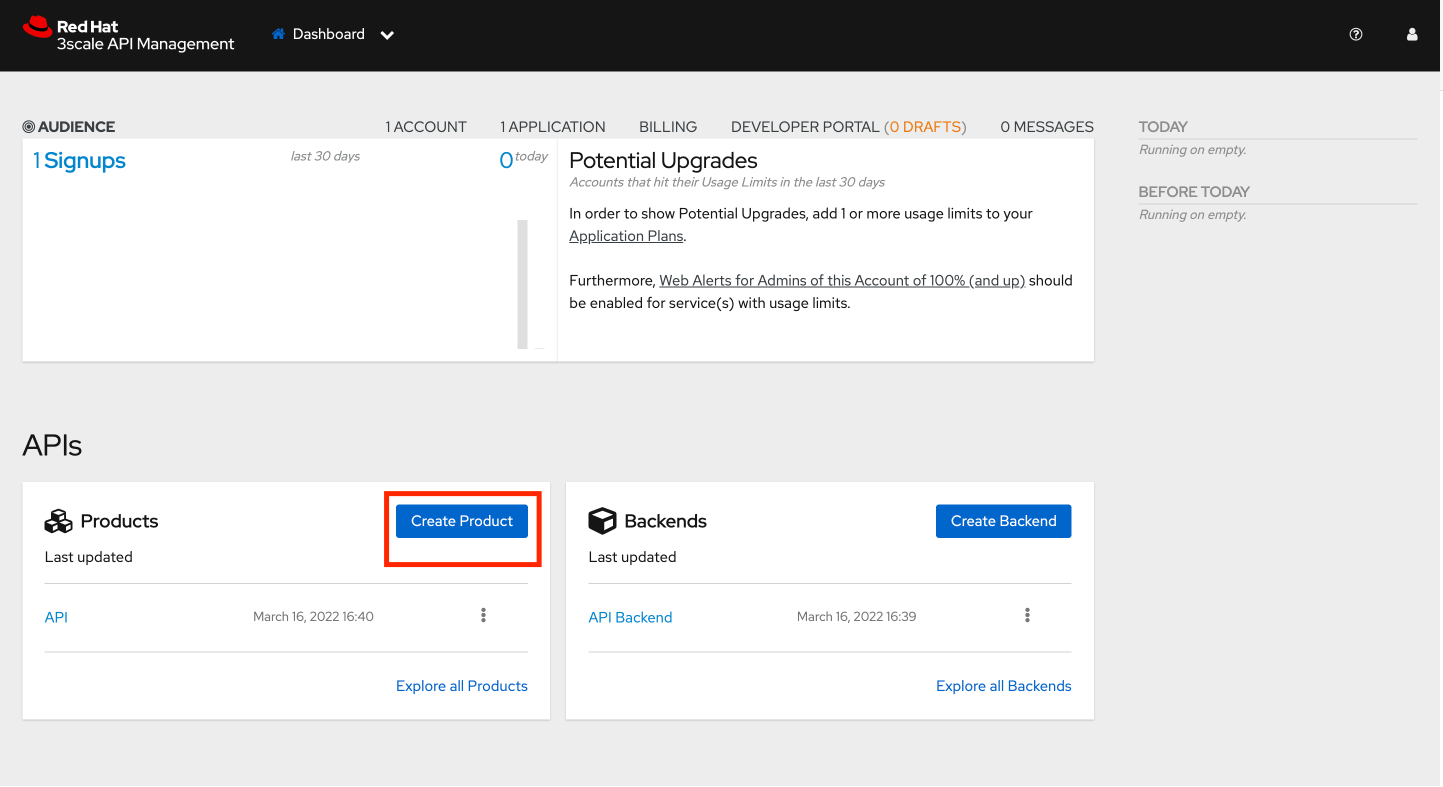 Red Hat
3scale API Management
Dashboard
AUDIENCE
1 ACCOUNT
1 APPLICATION
BILLING
DEVELOPER PORTAL (0 DRAFTS)
0 MESSAGES
1 Signups
last 30 days
0 today
Potential Upgrades
Accounts that hit their Usage Limits in the last 30 days
In order to show Potential Upgrades, add 1 or more usage limits to your
Application Plans.
Furthermore, Web Alerts for Admins of this Account of 100% (and up) should
be enabled for service(s) with usage limits.
TODAY
Running on empty.
BEFORE TODAY
Running on empty.
APIs
Products
Create Product
Last updated
API
March 16, 2022 16:40
Explore all Products
Backends
Create Backend
Last updated
API Backend
March 16, 2022 16:39
Explore all Backends